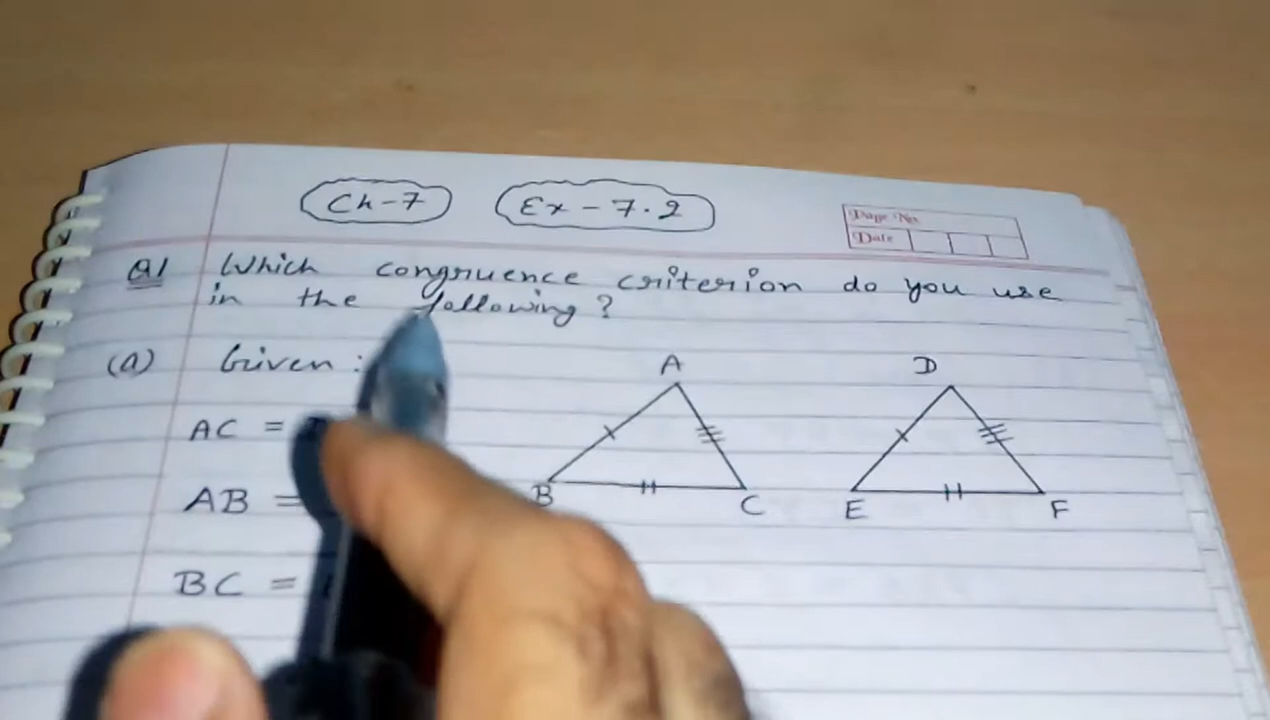 Ch-7 Ex-7.2
Page No.
Date
Q1 Which congruence criterion do you use
in the following?
(a) Given:
A D
AC =
AB =
B C E F
BC =